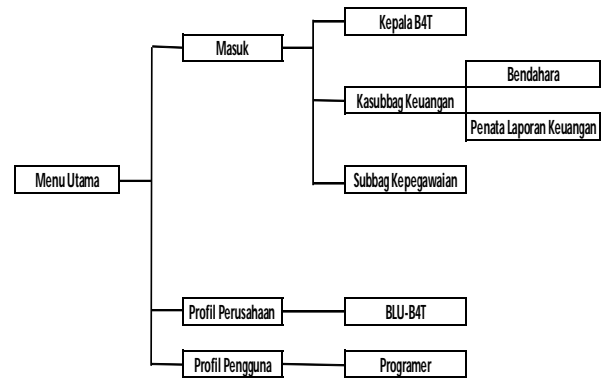 Kepala B4T
Masuk
Bendahara
Kasubbag Keuangan
Penata Laporan Keuangan
Menu Utama
Subbag Kepegawaian
Profil Perusahaan
BLU-B4T
Profil Pengguna
Programer